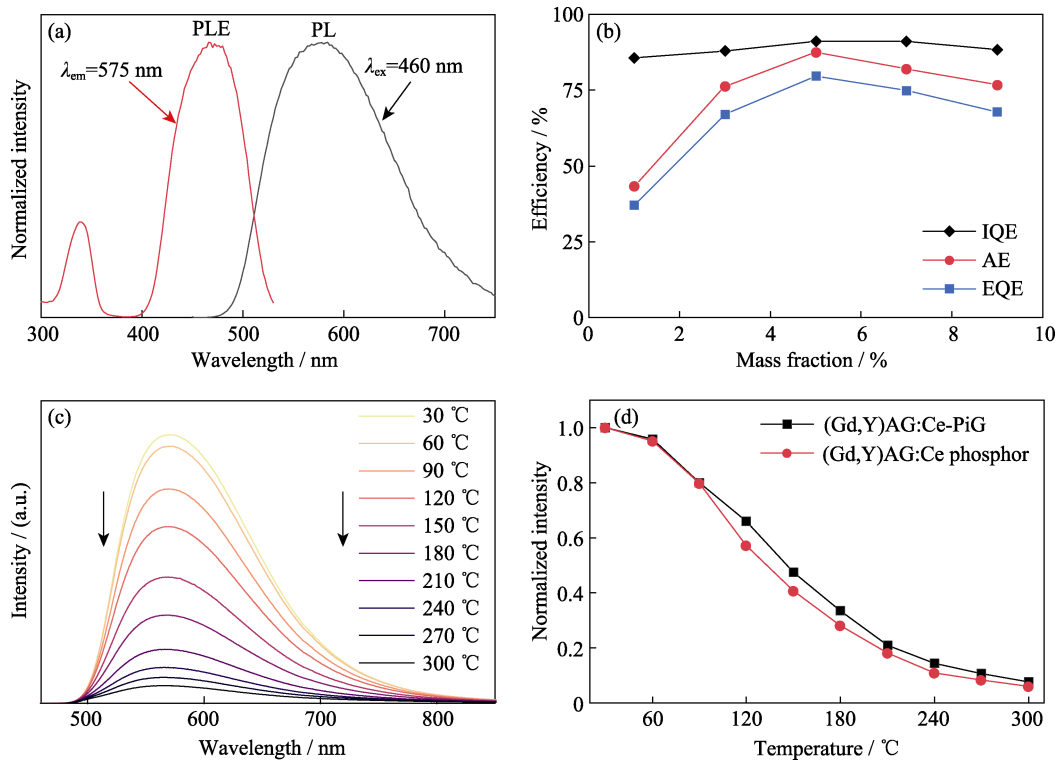 (a)
PLE
PL
λem=575 nm
λex=460 nm
Normalized intensity
300
400
500
600
700
Wavelength / nm
(b)
100
75
50
25
0
Efficiency / %
IQE
AE
EQE
0
2
4
6
8
10
Mass fraction / %
(c)
30 ℃
60 ℃
90 ℃
120 ℃
150 ℃
180 ℃
210 ℃
240 ℃
270 ℃
300 ℃
Intensity / (a.u.)
500
600
700
800
Wavelength / nm
(d)
(Gd,Y)AG:Ce-PiG
(Gd,Y)AG:Ce phosphor
1.0
0.8
0.6
0.4
0.2
0
Normalized intensity
60
120
180
240
300
Temperature / ℃